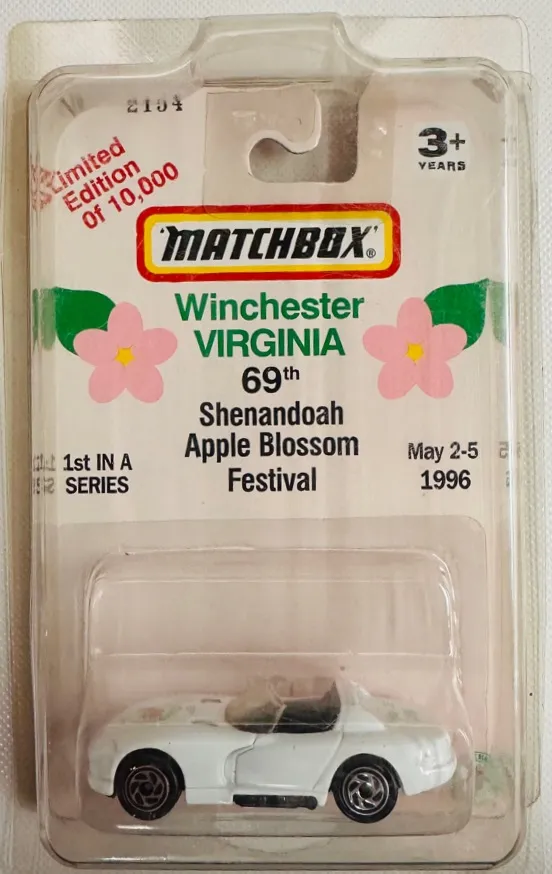 2154
Limited
Edition
Of 10,000
3+
YEARS
"MATCHBOX"®
Winchester
VIRGINIA
69th
Shenandoah
Apple Blossom
Festival
1st IN A
SERIES
May 2-5
1996